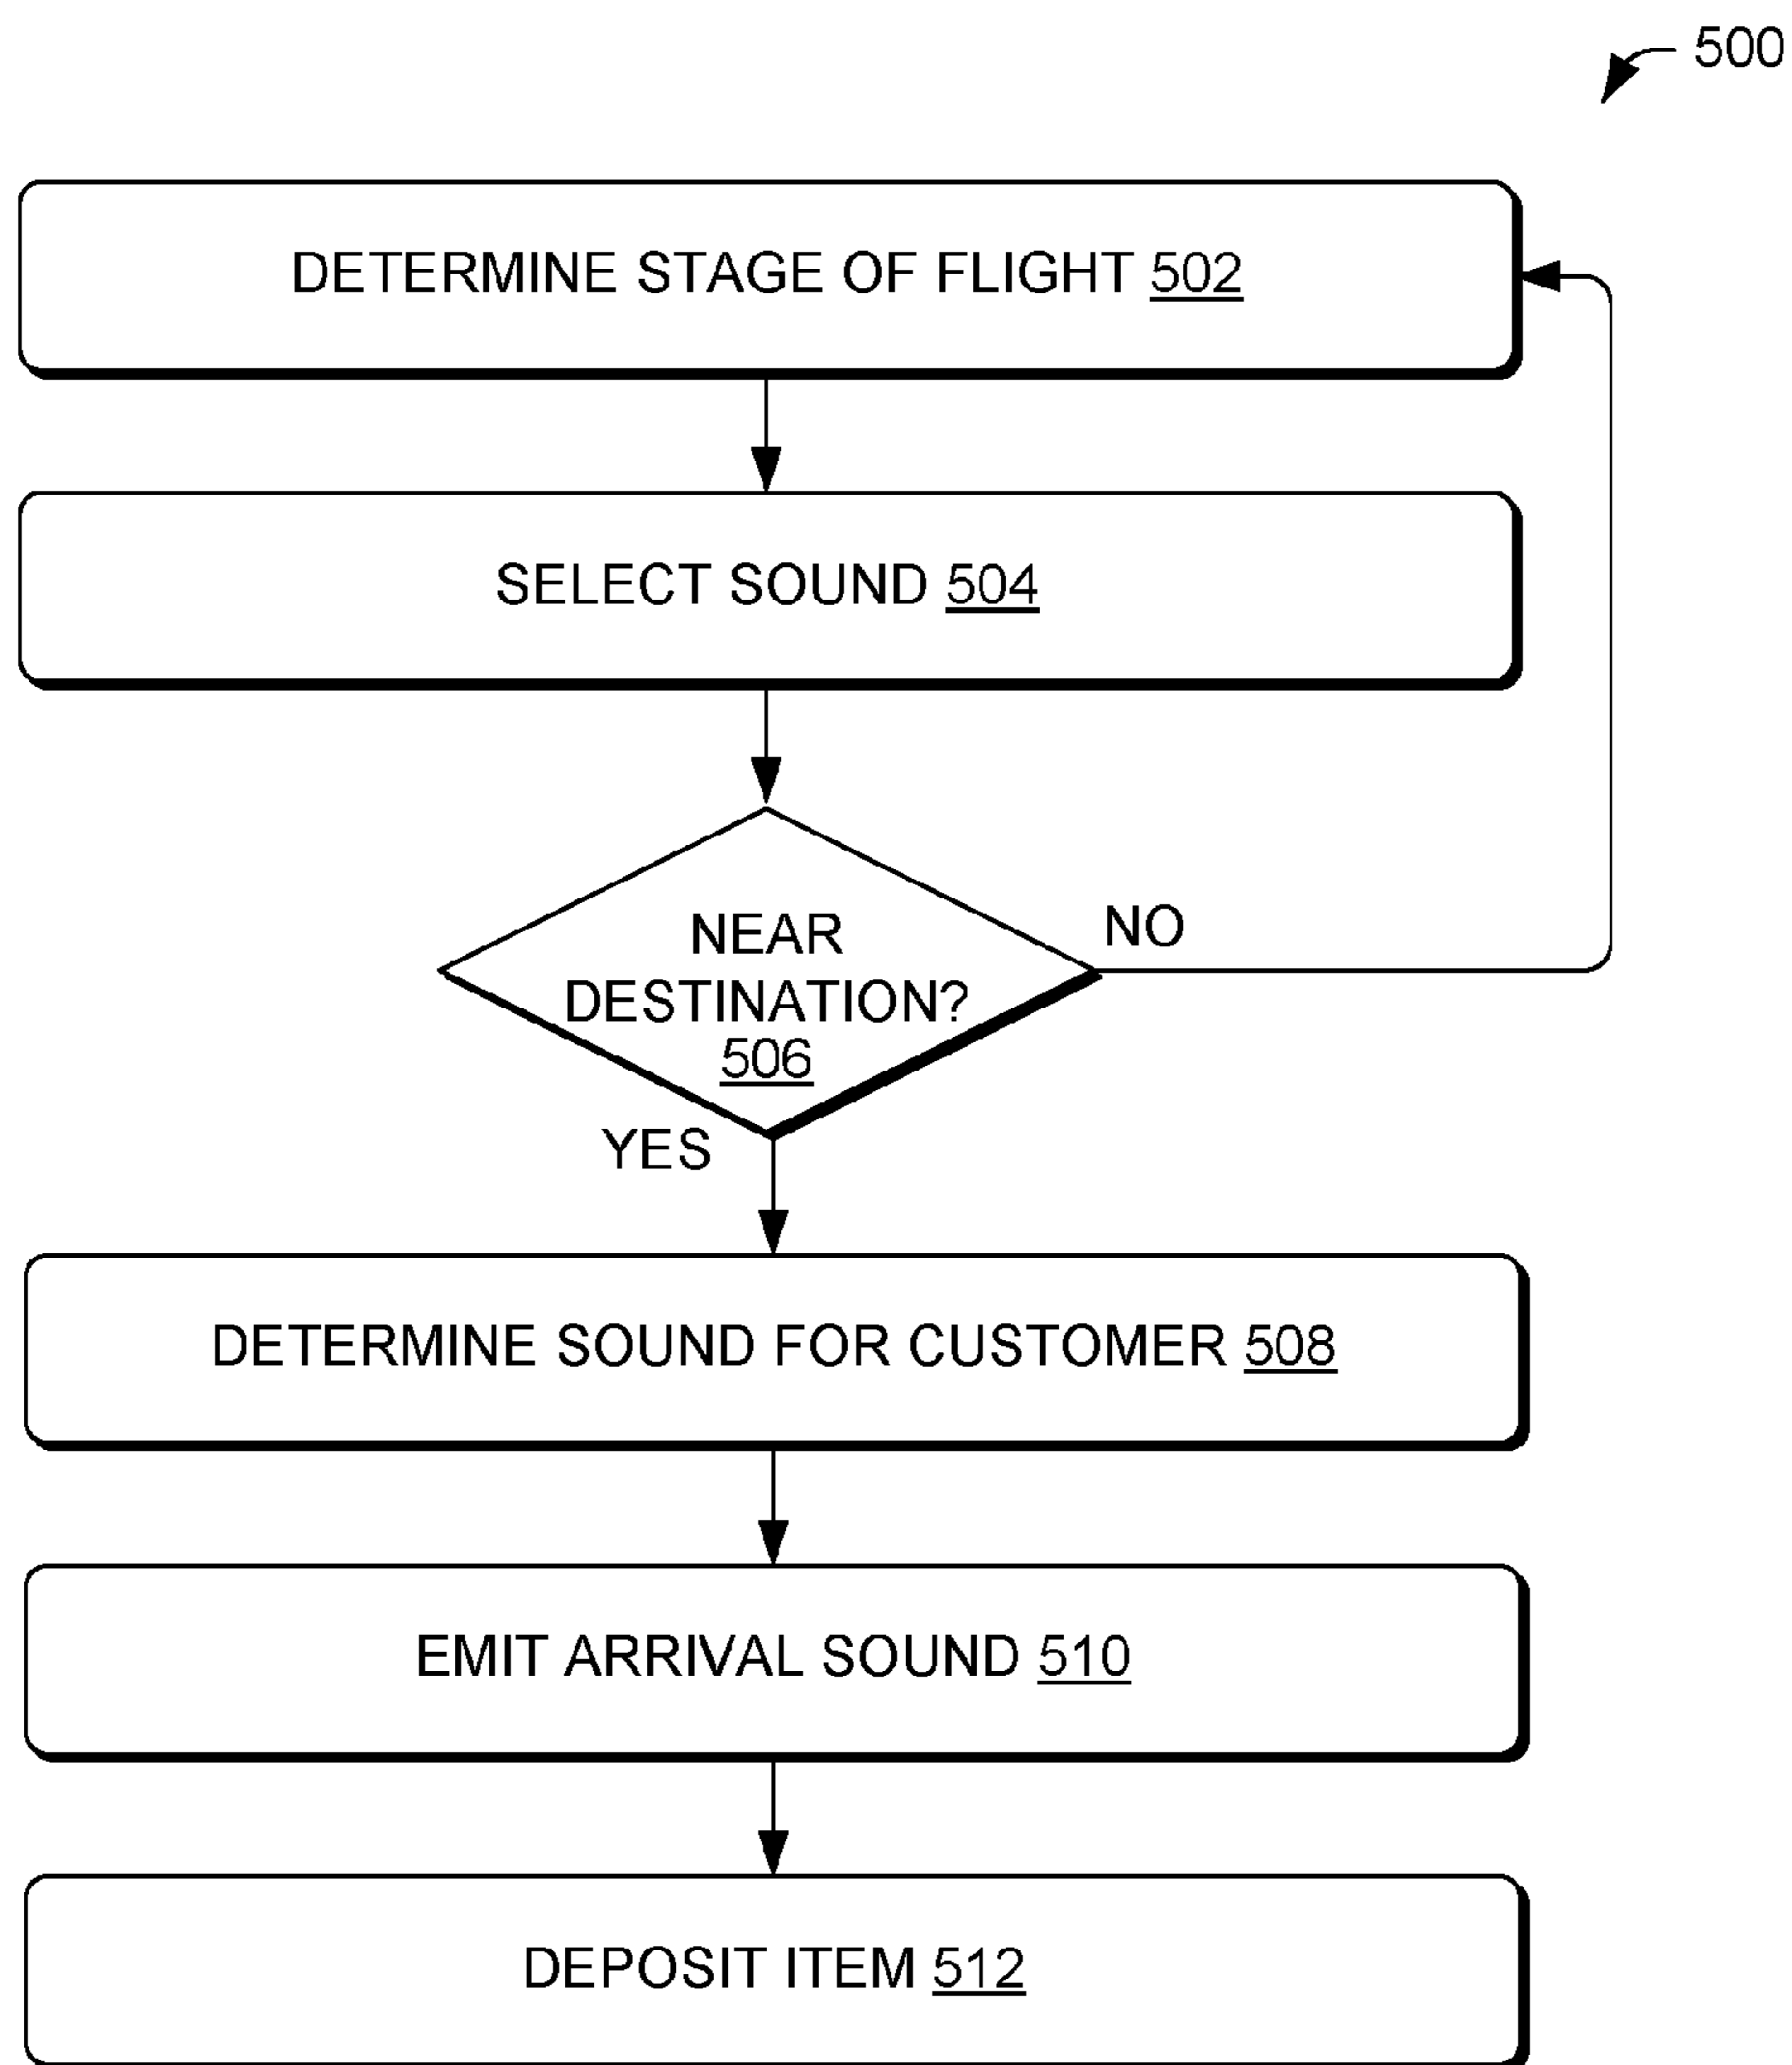 500
DETERMINE STAGE OF FLIGHT 502
SELECT SOUND 504
NEAR
DESTINATION?
506
NO
YES
DETERMINE SOUND FOR CUSTOMER 508
EMIT ARRIVAL SOUND 510
DEPOSIT ITEM 512